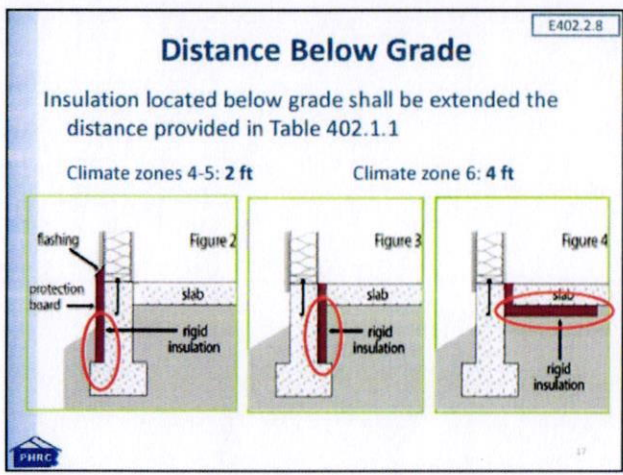 E402.2.8
Distance Below Grade
Insulation located below grade shall be extended the
distance provided in Table 402.1.1
Climate zones 4-5: 2 ft
Climate zone 6: 4 ft
Figure 2
flashing
protection
board
slab
rigid
insulation
Figure 3
slab
rigid
insulation
Figure 4
slab
rigid
insulation
PHRC
17